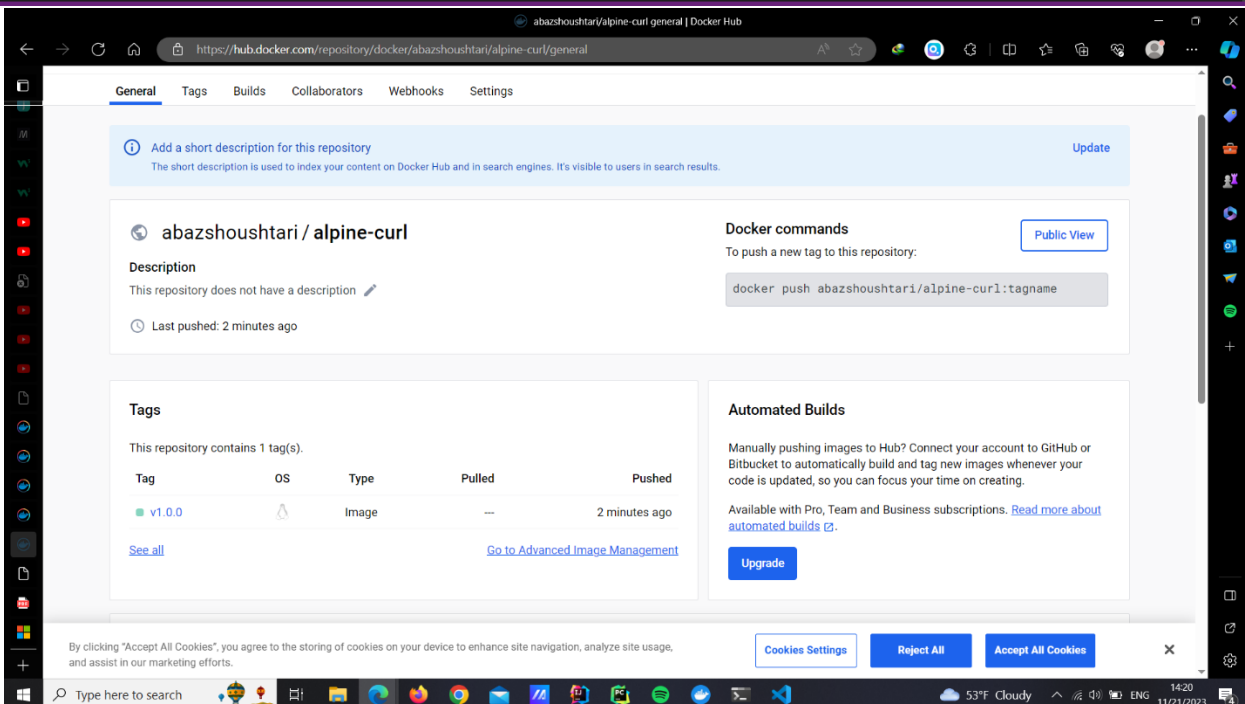 abazshoushtari/alpine-curl general | Docker Hub
https://hub.docker.com/repository/docker/abazshoushtari/alpine-curl/general
General Tags Builds Collaborators Webhooks Settings
Add a short description for this repository
Update
The short description is used to index your content on Docker Hub and in search engines. It's visible to users in search results.
abazshoushtari / alpine-curl
Description
This repository does not have a description
Last pushed: 2 minutes ago
Docker commands
Public View
To push a new tag to this repository:
docker push abazshoushtari/alpine-curl:tagname
Tags
This repository contains 1 tag(s).
Tag OS Type Pulled Pushed
v1.0.0 Image --- 2 minutes ago
See all Go to Advanced Image Management
Automated Builds
Manually pushing images to Hub? Connect your account to GitHub or
Bitbucket to automatically build and tag new images whenever your
code is updated, so you can focus your time on creating.
Available with Pro, Team and Business subscriptions. Read more about
automated builds.
Upgrade
By clicking "Accept All Cookies", you agree to the storing of cookies on your device to enhance site navigation, analyze site usage,
and assist in our marketing efforts.
Cookies Settings Reject All Accept All Cookies
Type here to search
53°F Cloudy ENG
14:20
11/21/2023